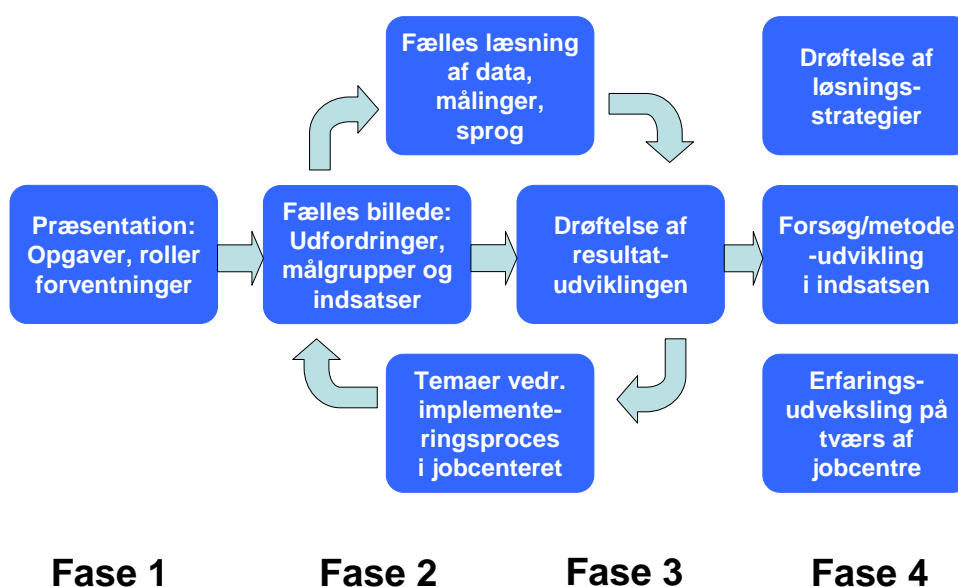 Fælles læsning
af data,
målinger,
sprog
Drøftelse af
løsnings-
strategier
Præsentation:
Opgaver, roller
forventninger
Fælles billede:
Udfordringer,
målgrupper og
indsatser
Drøftelse af
resultat-
udviklingen
Forsøg/metode
-udvikling
i indsatsen
Temaer vedr.
implemente-
ringsproces
i jobcenteret
Erfarings-
udveksling på
tværs af
jobcentre
Fase 1
Fase 2
Fase 3
Fase 4